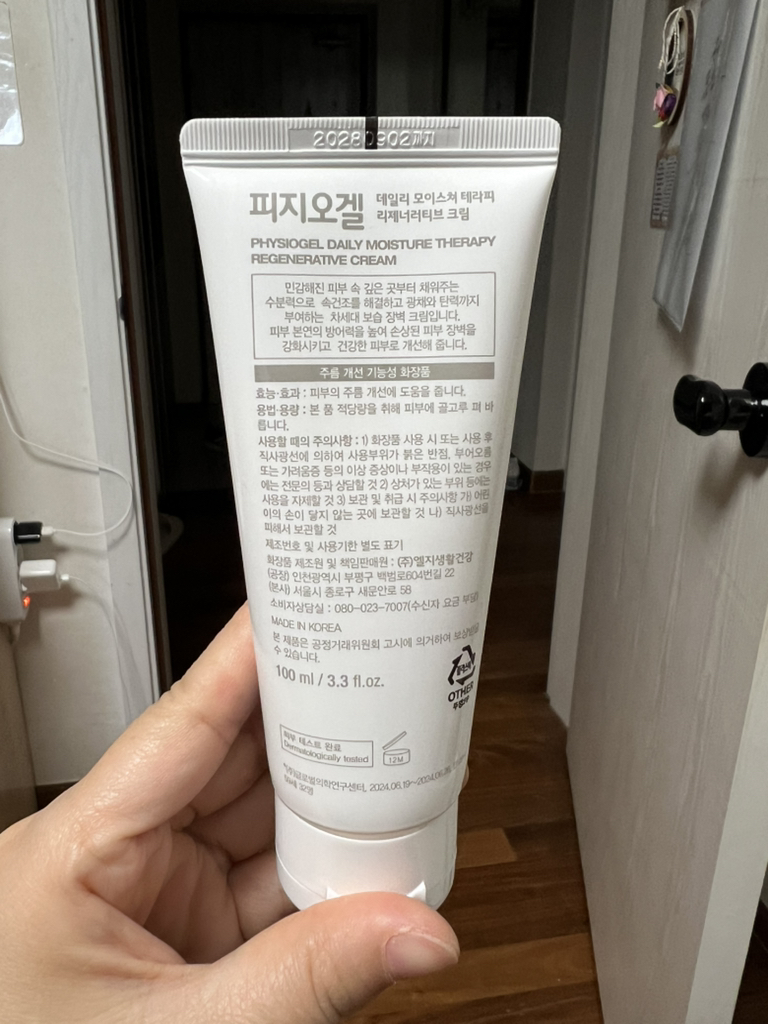 20280902까지
피지오겔 데일리 모이스쳐 테라피
리제너러티브 크림
PHYSIOGEL DAILY MOISTURE THERAPY
REGENERATIVE CREAM
민감해진 피부 속 깊은 곳부터 채워주는
수분력으로 속건조를 해결하고 광채와 탄력까지
부여하는 차세대 보습 장벽 크림입니다.
피부 본연의 방어력을 높여 손상된 피부 장벽을
강화시키고 건강한 피부로 개선해 줍니다.
주름 개선 기능성 화장품
효능·효과 : 피부의 주름 개선에 도움을 줍니다.
용법·용량 : 본 품 적당량을 취해 피부에 골고루 펴 바
릅니다.
사용할 때의 주의사항 : 1) 화장품 사용 시 또는 사용 후
직사광선에 의하여 사용부위가 붉은 반점, 부어오름
또는 가려움증 등의 이상 증상이나 부작용이 있는 경우
에는 전문의 등과 상담할 것 2) 상처가 있는 부위 등에는
사용을 자제할 것 3) 보관 및 취급 시 주의사항 가) 어린
이의 손이 닿지 않는 곳에 보관할 것 나) 직사광선을
피해서 보관할 것
제조번호 및 사용기한 별도 표기
화장품 제조원 및 책임판매원 : (주)엘지생활건강
(공장) 인천광역시 부평구 백범로604번길 22
(본사) 서울시 종로구 새문안로 58
소비자상담실 : 080-023-7007(수신자 요금 부담)
MADE IN KOREA
본 제품은 공정거래위원회 고시에 의거하여 보상받을
수 있습니다.
100 ml / 3.3 fl.oz.
OTHER
피부 테스트 완료
Dermatologically tested
12M
2024.06.19~2024.06.
32명